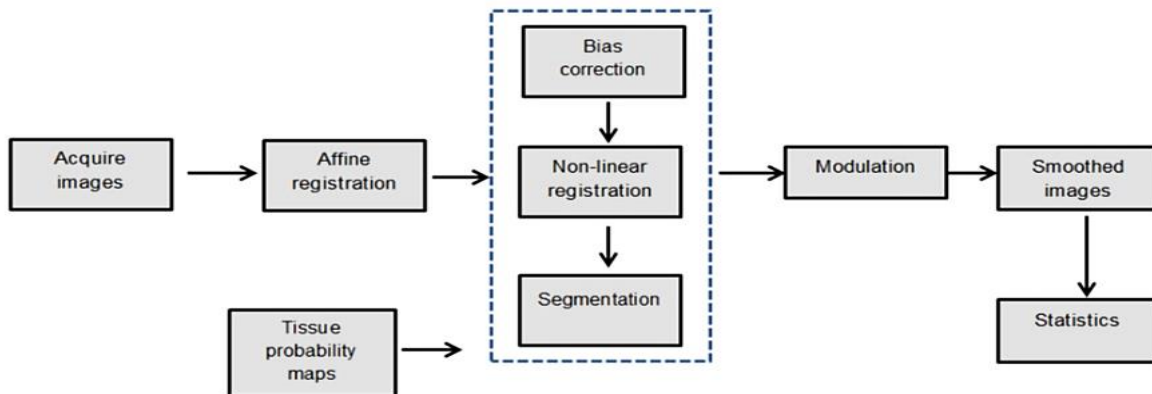 Acquire
images
Affine
registration
Tissue
probability
maps
Bias
correction
Non-linear
registration
Segmentation
Modulation
Smoothed
images
Statistics